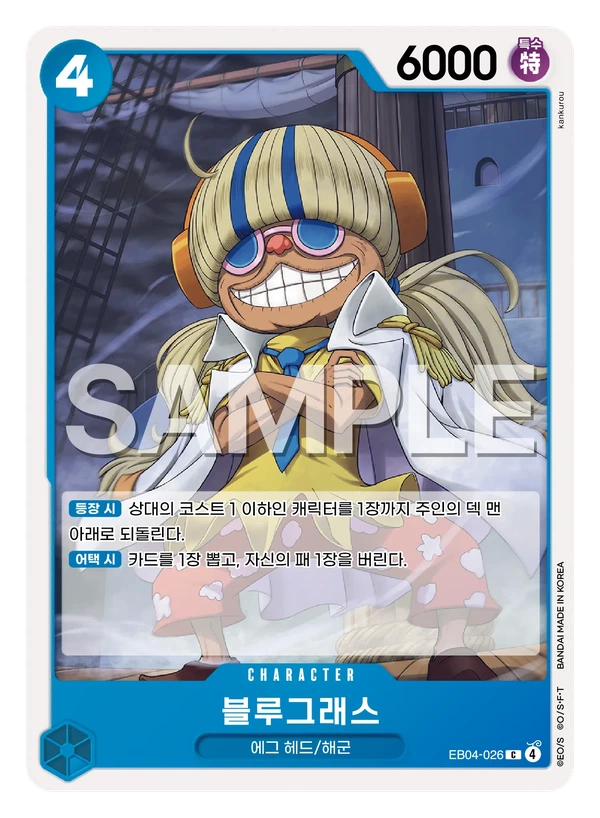 4
6000
특수
特
kankurou
SAMPLE
등장 시 상대의 코스트 1 이하인 캐릭터를 1장까지 주인의 덱 맨
아래로 되돌린다.
어택 시 카드를 1장 뽑고, 자신의 패 1장을 버린다.
CHARACTER
블루그래스
에그 헤드/해군
EB04-026 C 4
©EO/S ©O/S·F·T BANDAI MADE IN KOREA